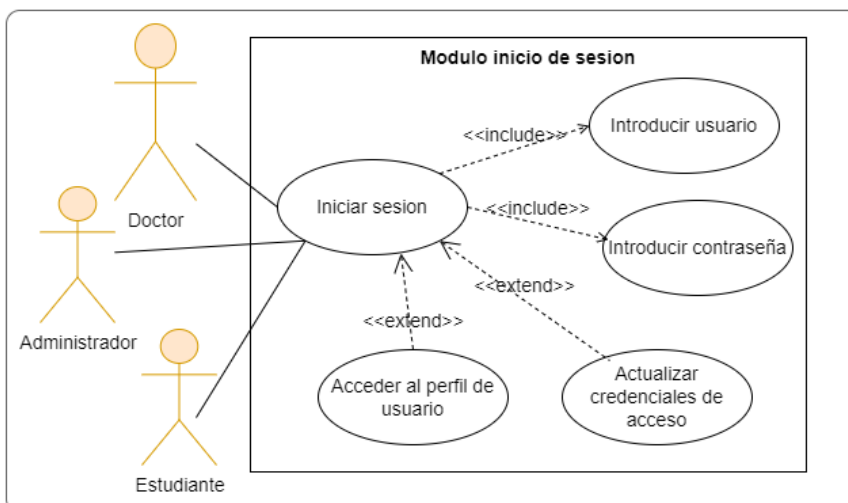 Modulo inicio de sesion
<<include>>
Introducir usuario
Doctor
Iniciar sesion
<<include>>
Introducir contraseña
Administrador
<<extend>>
<<extend>>
Acceder al perfil de
usuario
Actualizar
credenciales de
acceso
Estudiante